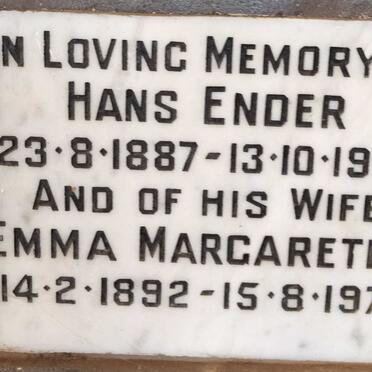 N LOVING MEMORY
HANS ENDER
23·8·1887-13·10·19
AND OF HIS WIFE
EMMA MARGARET
14·2·1892-15·8·197